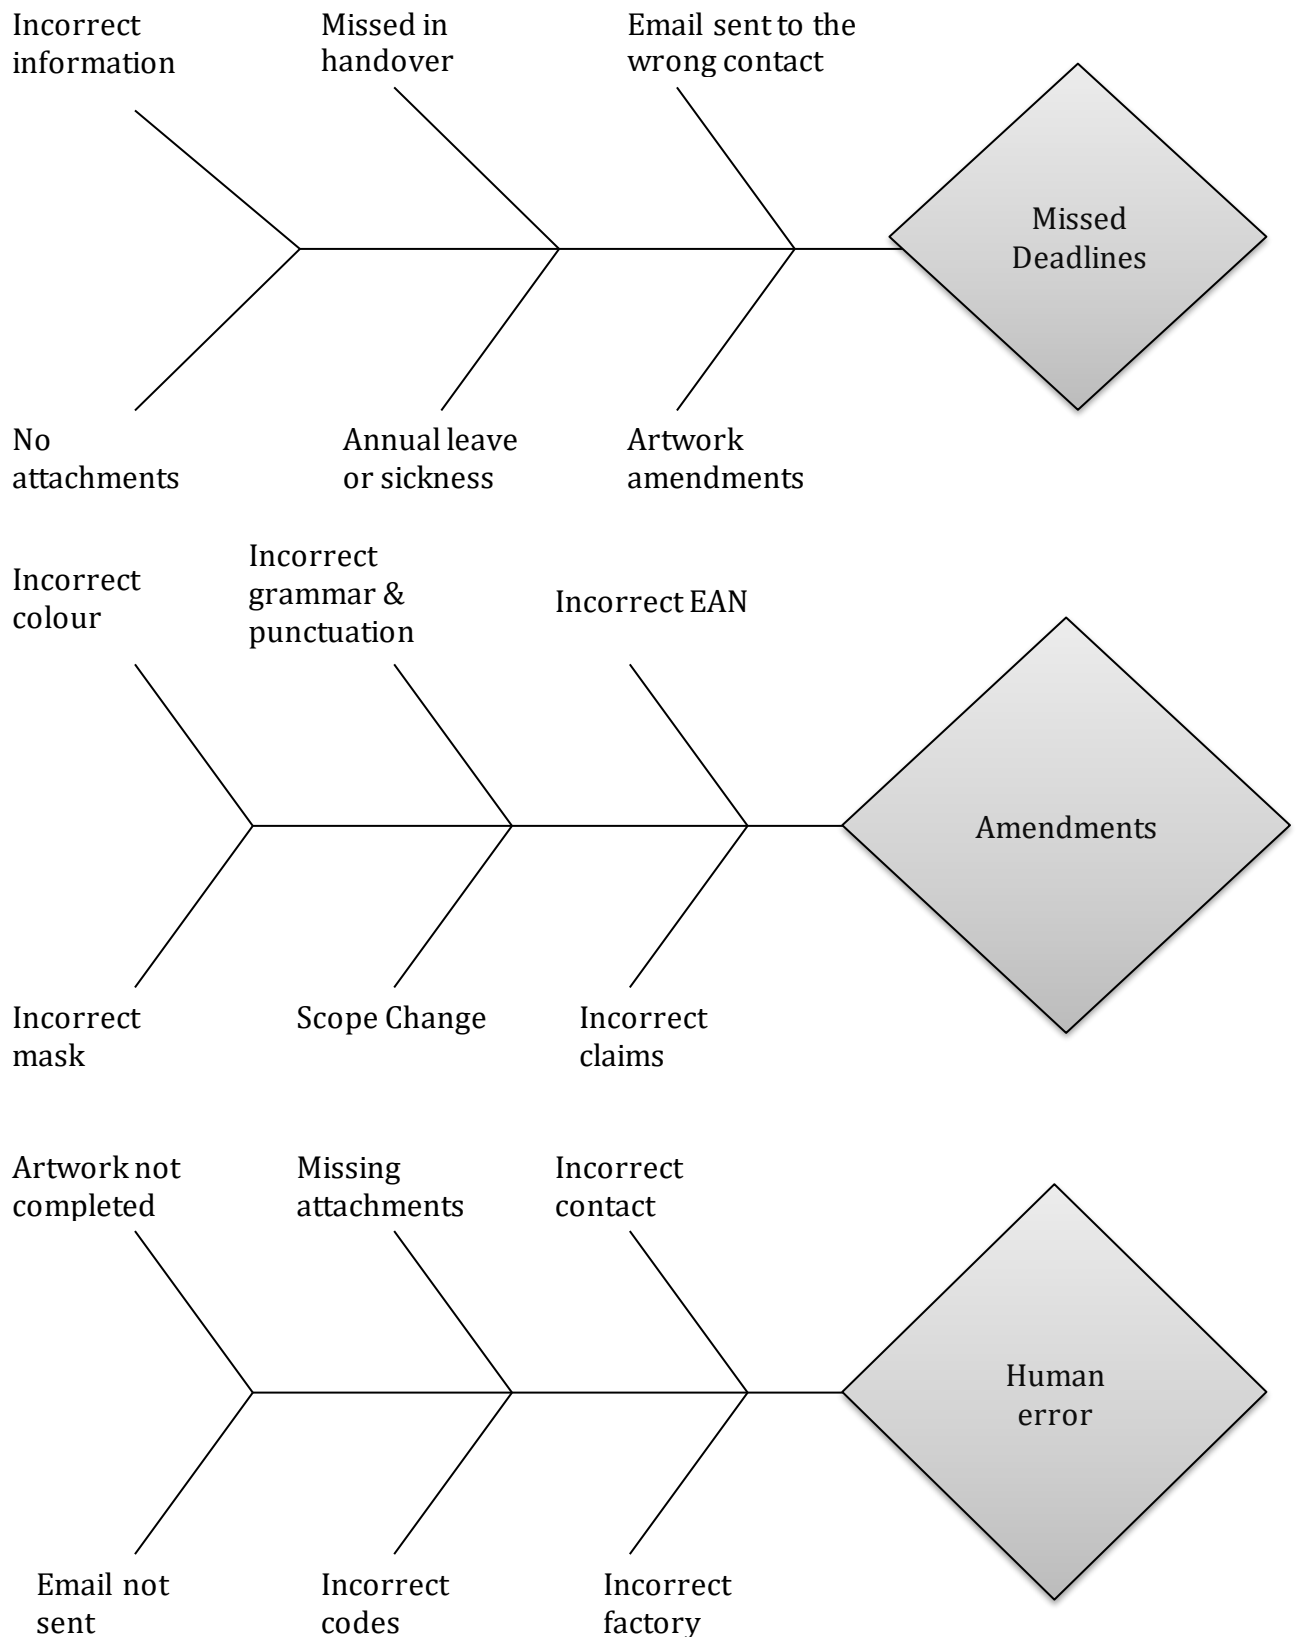 Incorrect
information
Missed in
handover
Email sent to the
wrong contact
Missed
Deadlines
No
attachments
Annual leave
or sickness
Artwork
amendments
Incorrect
colour
Incorrect
grammar &
punctuation
Incorrect EAN
Amendments
Incorrect
mask
Scope Change
Incorrect
claims
Artwork not
completed
Missing
attachments
Incorrect
contact
Human
error
Email not
sent
Incorrect
codes
Incorrect
factory